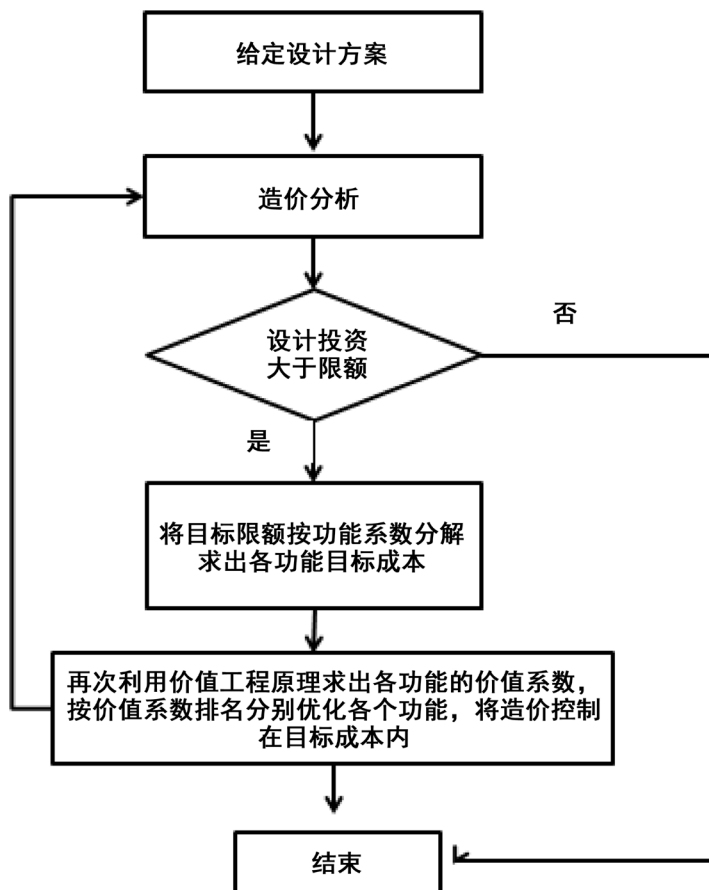 给定设计方案
造价分析
设计投资
大于限额
否
是
将目标限额按功能系数分解
求出各功能目标成本
再次利用价值工程原理求出各功能的价值系数，
按价值系数排名分别优化各个功能，将造价控制
在目标成本内
结束